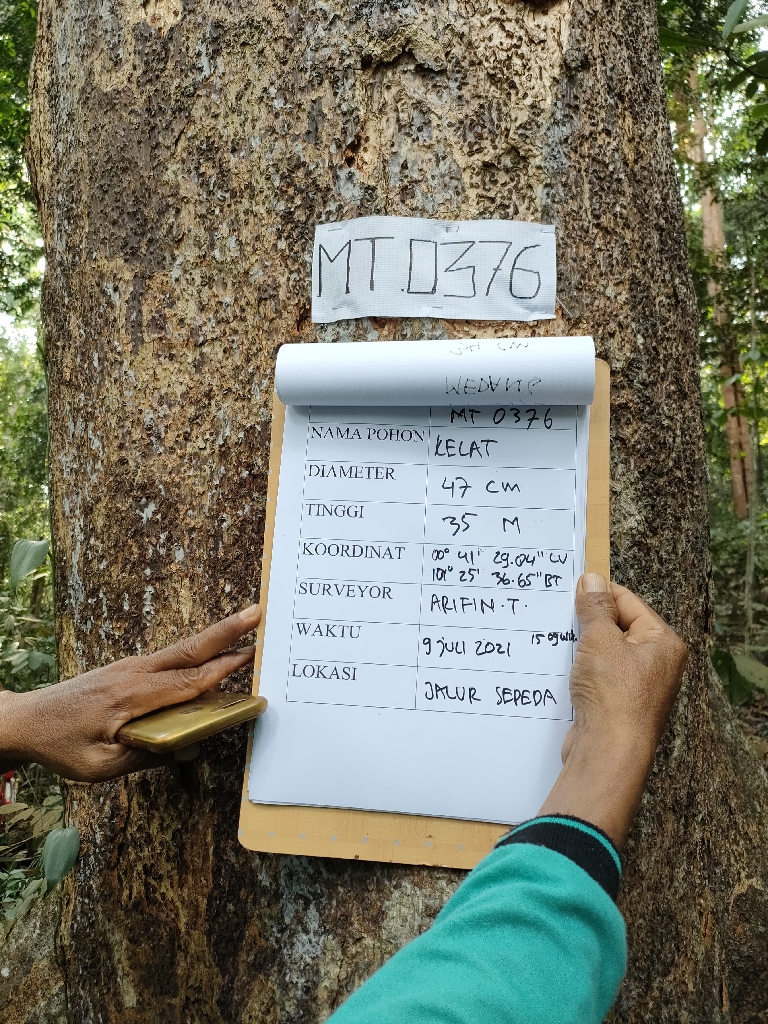 MT.0376
WEDANG
MT 0376
NAMA POHON KELAT
DIAMETER 47 CM
TINGGI 35 M
KOORDINAT 00° 41' 29.04" LU
101° 25' 36.65" BT
SURVEYOR ARIFIN.T.
WAKTU 9 JULI 2021 15 09 WIB.
LOKASI JALUR SEPEDA